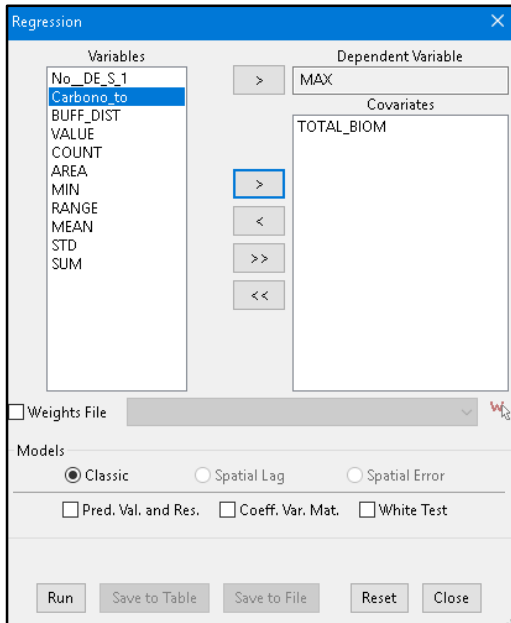 Regression
Variables
Dependent Variable
No__DE_S_1
Carbono_to
BUFF_DIST
VALUE
COUNT
AREA
MIN
RANGE
MEAN
STD
SUM
>
MAX
Covariates
TOTAL_BIOM
>
<
>>
<<
Weights File
Models
Classic
Spatial Lag
Spatial Error
Pred. Val. and Res.
Coeff. Var. Mat.
White Test
Run
Save to Table
Save to File
Reset
Close